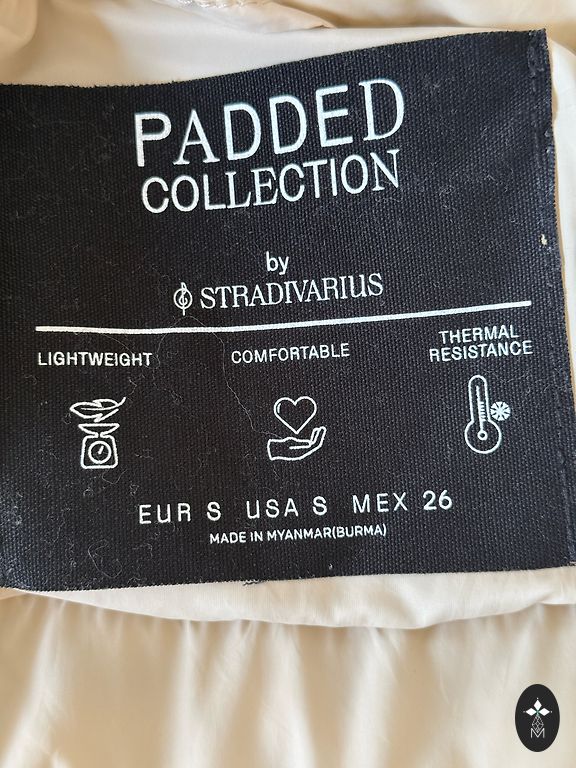 PADDED
COLLECTION
by
STRADIVARIUS
LIGHTWEIGHT
COMFORTABLE
THERMAL
RESISTANCE
EUR S USA S MEX 26
MADE IN MYANMAR(BURMA)
M